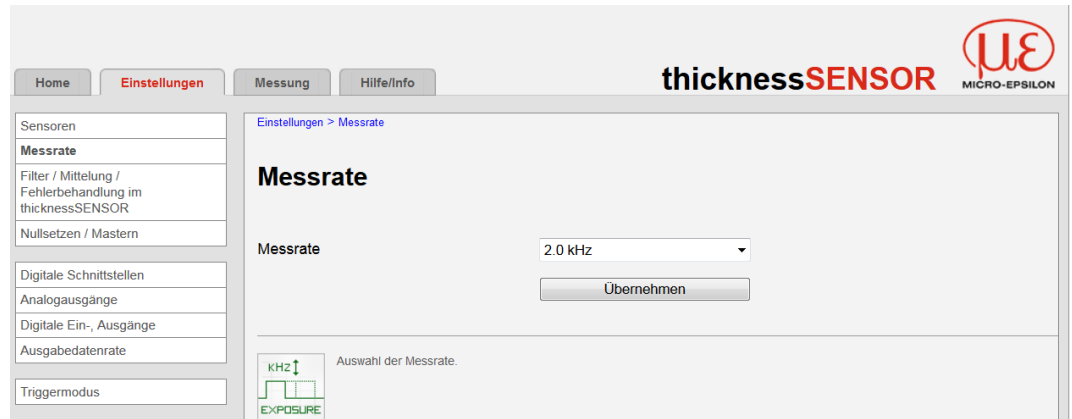 Home
Einstellungen
Messung
Hilfe/Info
thicknessSENSOR
με
MICRO-EPSILON
Sensoren
Messrate
Filter / Mittelung /
Fehlerbehandlung im
thicknessSENSOR
Nullsetzen / Mastern
Digitale Schnittstellen
Analogausgänge
Digitale Ein-, Ausgänge
Ausgabedatenrate
Triggermodus
Einstellungen > Messrate
Messrate
Messrate
2.0 kHz
Übernehmen
KHZ
EXPOSURE
Auswahl der Messrate.